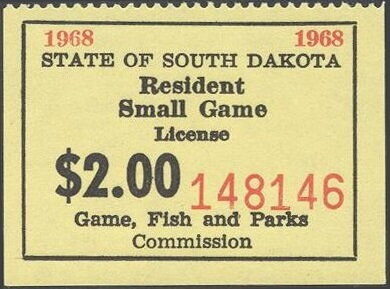 1968 1968
STATE OF SOUTH DAKOTA
Resident
Small Game
License
$2.00 148146
Game, Fish and Parks
Commission